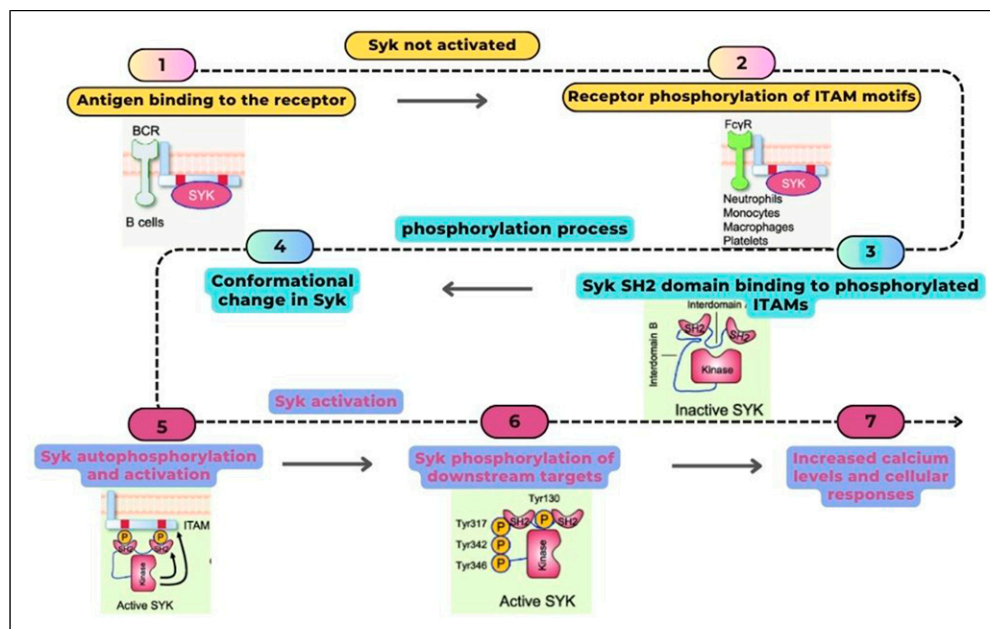 Syk not activated
1
2
Antigen binding to the receptor
Receptor phosphorylation of ITAM motifs
BCR
SYK
B cells
FcγR
SYK
Neutrophils
Monocytes
Macrophages
Platelets
phosphorylation process
4
3
Conformational
change in Syk
Syk SH2 domain binding to phosphorylated
ITAMs
Interdomain
SH2
SH2
Interdomain B
Kinase
Inactive SYK
Syk activation
5
6
7
Syk autophosphorylation
and activation
Syk phosphorylation of
downstream targets
Increased calcium
levels and cellular
responses
ITAM
P
P
SH2
SH2
Kinase
Active SYK
Tyr130
Tyr317
P
SH2
P
SH2
Tyr342
P
Tyr346
P
Kinase
Active SYK